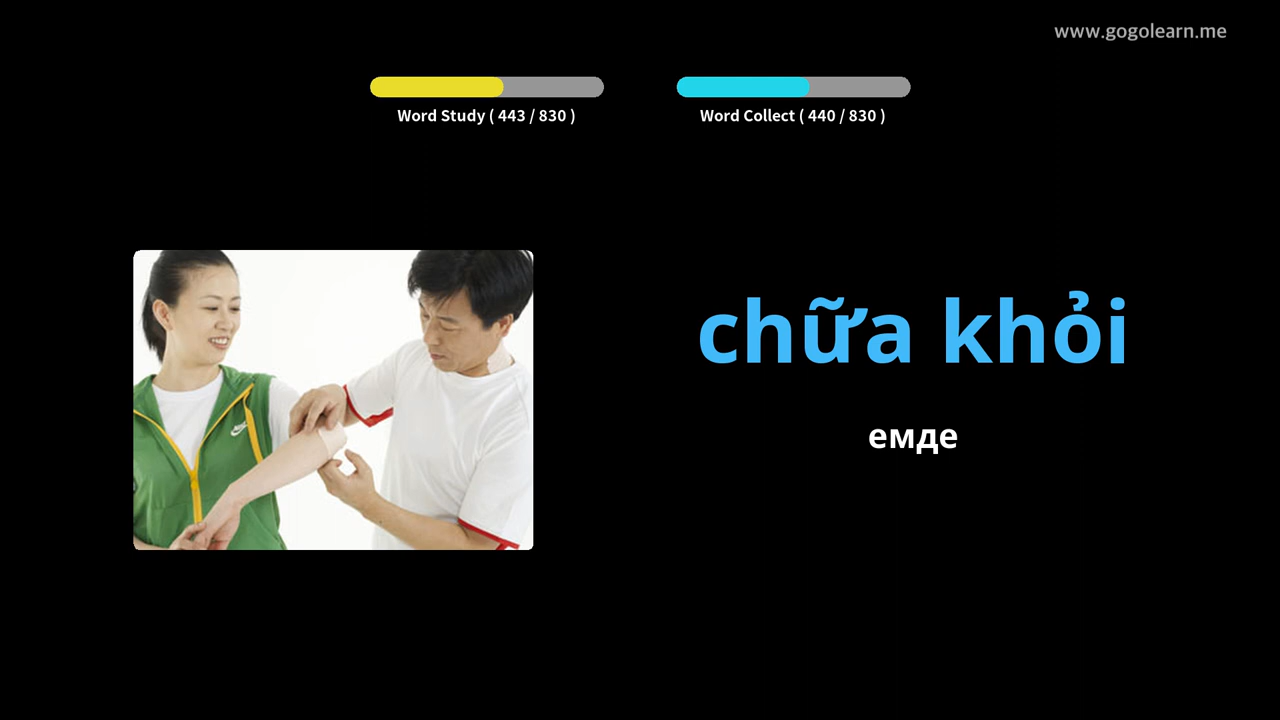 www.gogolearn.me
Word Study ( 443 / 830 )
Word Collect ( 440 / 830 )
chữa khỏi
емде